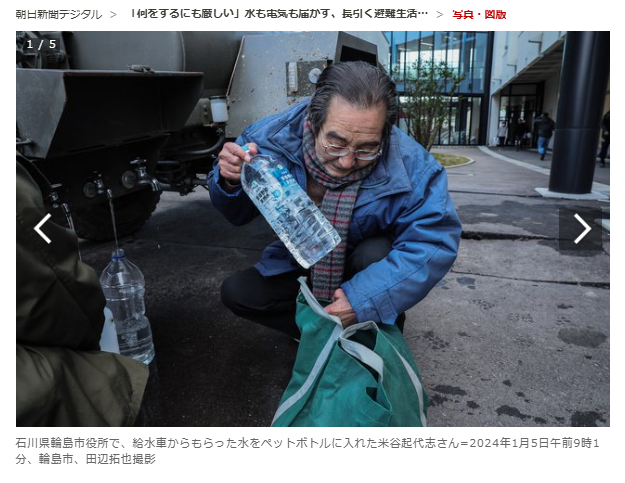 朝日新聞デジタル > 「何をするにも厳しい」水も電気も届かず、長引く避難生活… > 写真・図版
1 / 5
石川県輪島市役所で、給水車からもらった水をペットボトルに入れた米谷起代志さん=2024年1月5日午前9時1
分、輪島市、田辺拓也撮影